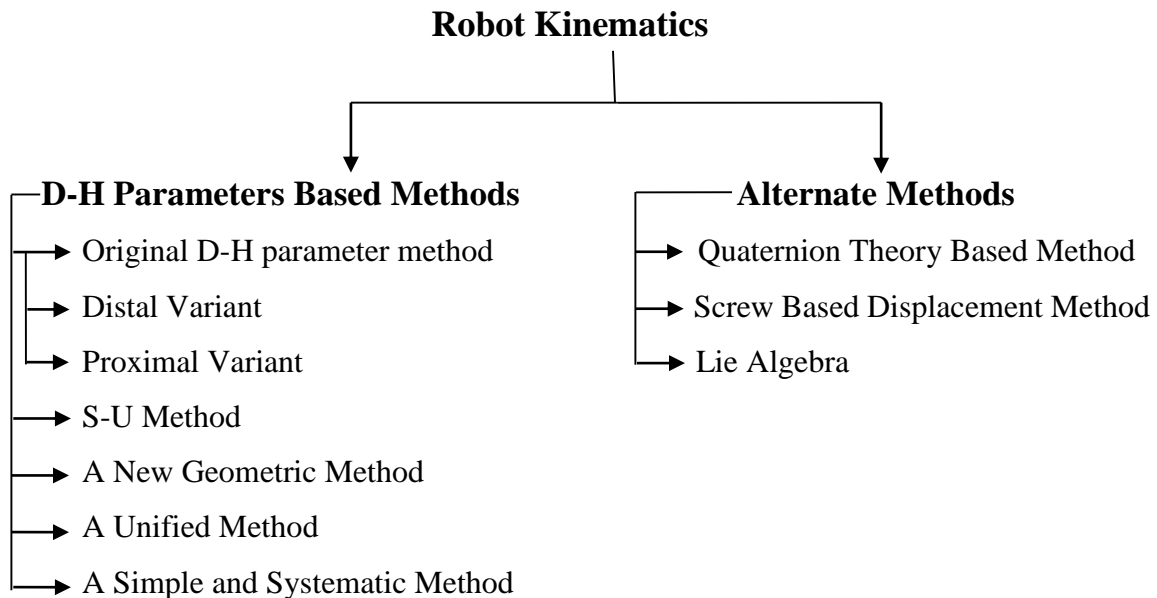 Robot Kinematics
D-H Parameters Based Methods
Original D-H parameter method
Distal Variant
Proximal Variant
S-U Method
A New Geometric Method
A Unified Method
A Simple and Systematic Method
Alternate Methods
Quaternion Theory Based Method
Screw Based Displacement Method
Lie Algebra